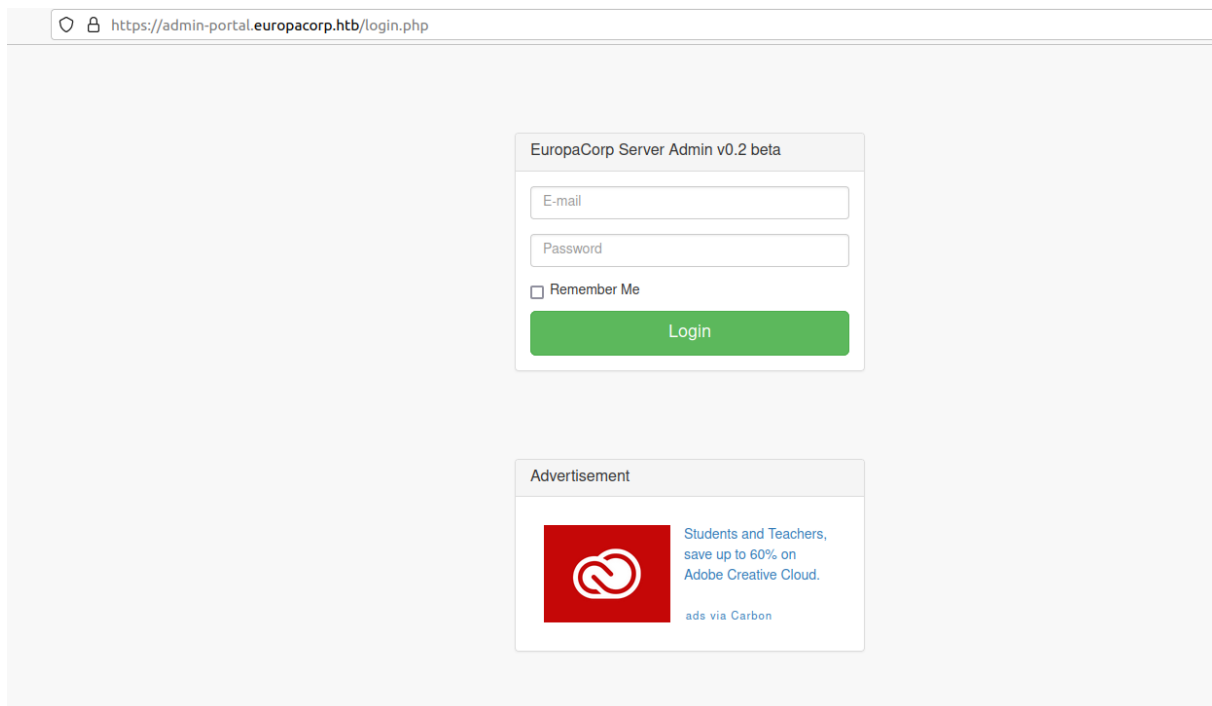 https://admin-portal.europacorp.htb/login.php
EuropaCorp Server Admin v0.2 beta
E-mail
Password
Remember Me
Login
Advertisement
Students and Teachers,
save up to 60% on
Adobe Creative Cloud.
ads via Carbon